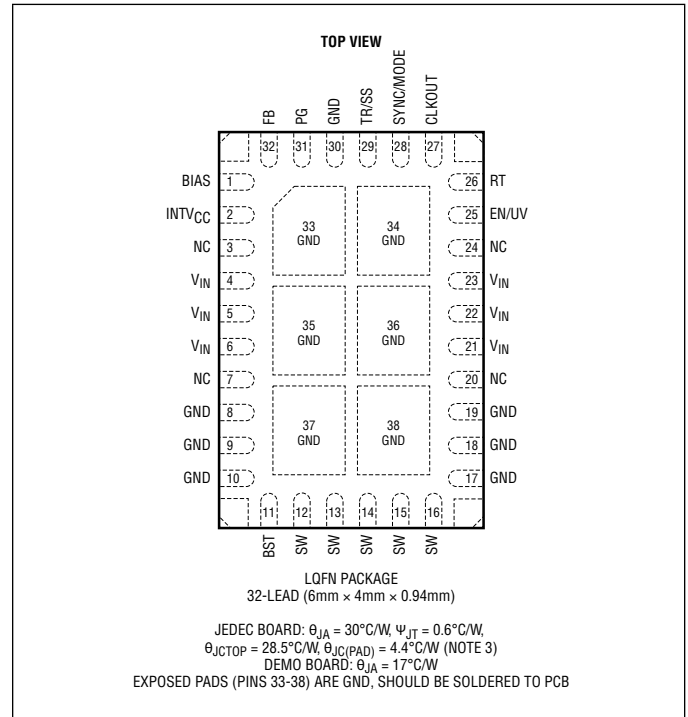 TOP VIEW
FB PG GND TR/SS SYNC/MODE CLKOUT
32 31 30 29 28 27
BIAS 1 26 RT
INTVCC 2 25 EN/UV
33 GND 34 GND
NC 3 24 NC
VIN 4 23 VIN
VIN 5 22 VIN
35 GND 36 GND
VIN 6 21 VIN
NC 7 20 NC
GND 8 19 GND
37 GND 38 GND
GND 9 18 GND
GND 10 17 GND
11 12 13 14 15 16
BST SW SW SW SW SW
LQFN PACKAGE
32-LEAD (6mm × 4mm × 0.94mm)
JEDEC BOARD: θJA = 30°C/W, ΨJT = 0.6°C/W,
θJCTOP = 28.5°C/W, θJC(PAD) = 4.4°C/W (NOTE 3)
DEMO BOARD: θJA = 17°C/W
EXPOSED PADS (PINS 33-38) ARE GND, SHOULD BE SOLDERED TO PCB